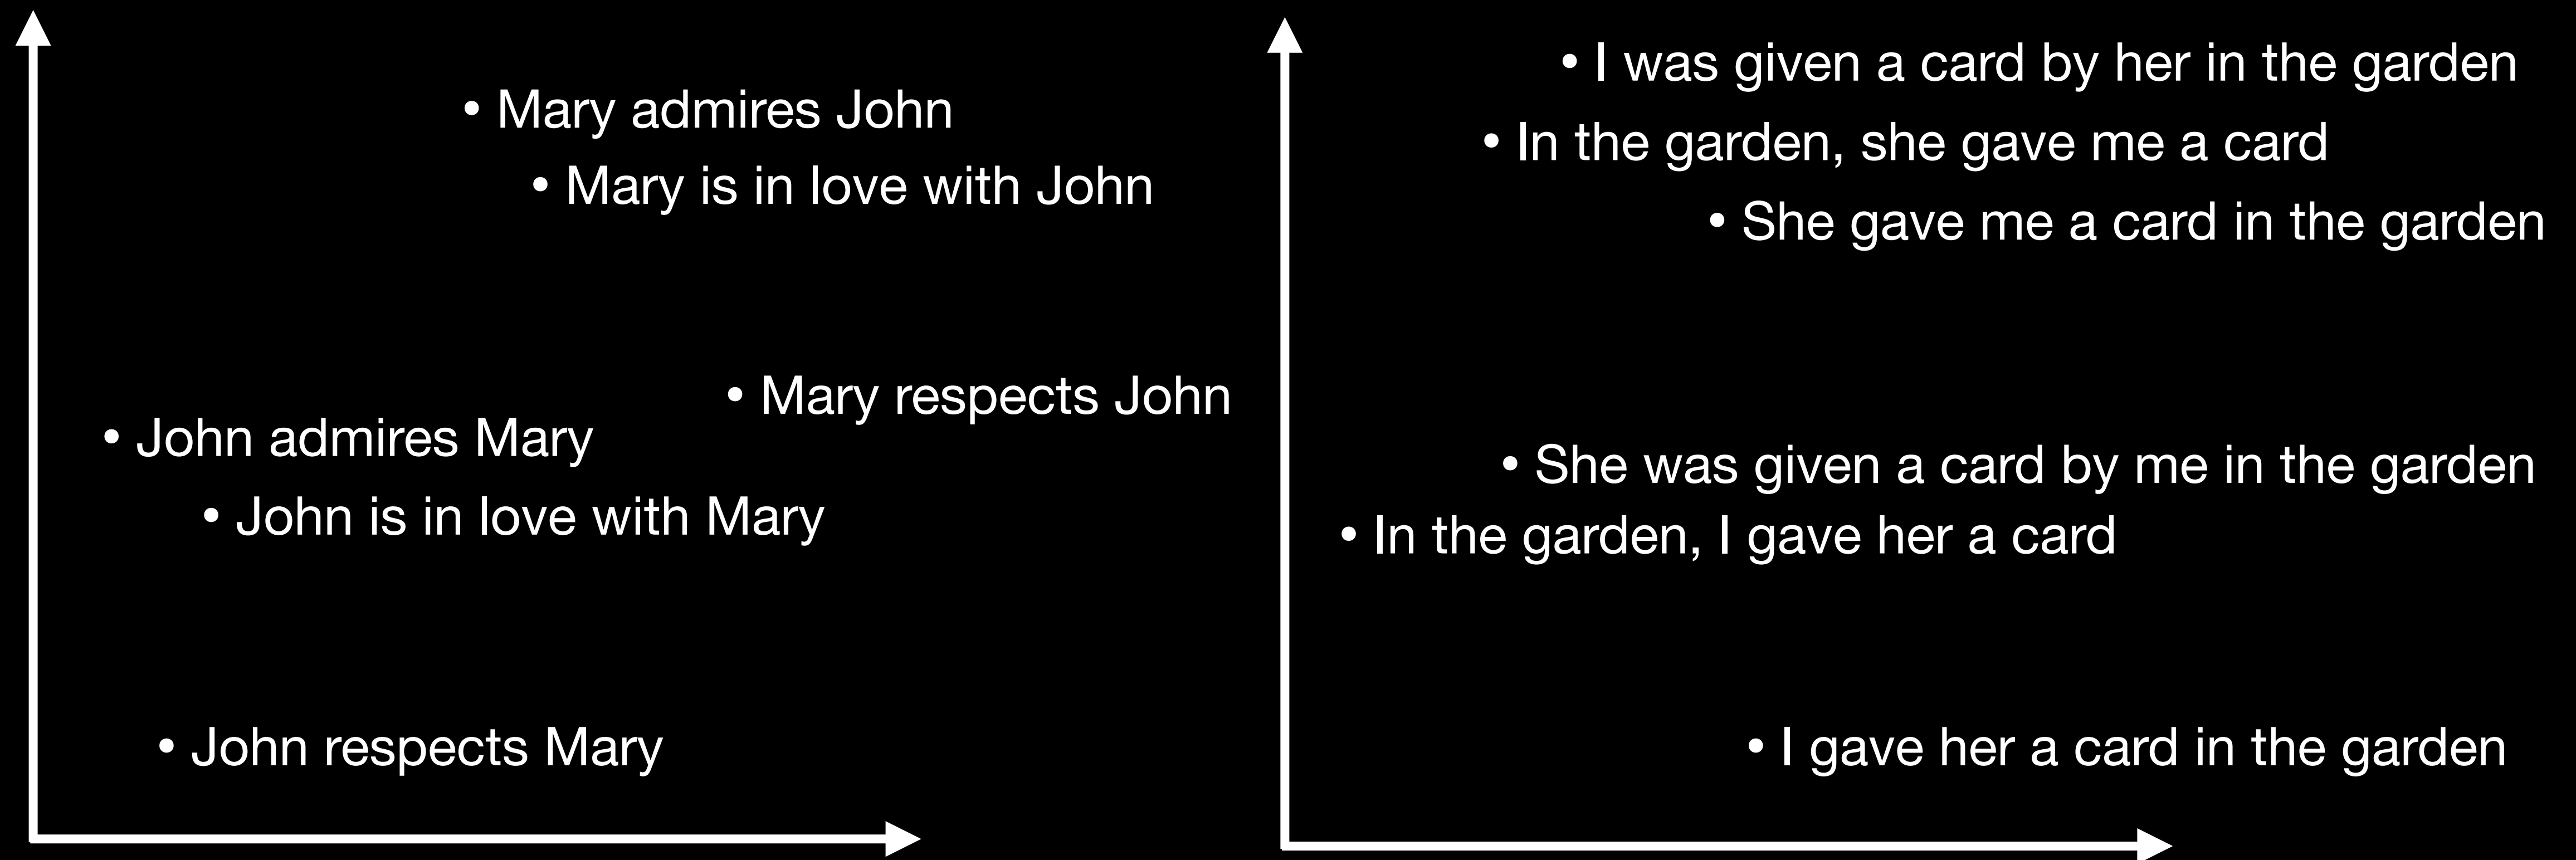 • Mary admires John
• Mary is in love with John
• Mary respects John
• John admires Mary
• John is in love with Mary
• John respects Mary
• I was given a card by her in the garden
• In the garden, she gave me a card
• She gave me a card in the garden
• She was given a card by me in the garden
• In the garden, I gave her a card
• I gave her a card in the garden